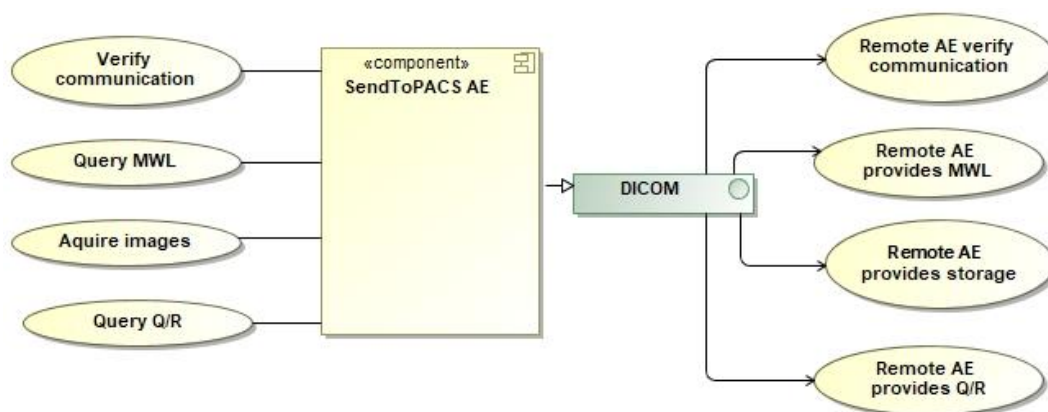 Verify
communication
Query MWL
Aquire images
Query Q/R
«component»
SendToPACS AE
DICOM
Remote AE verify
communication
Remote AE
provides MWL
Remote AE
provides storage
Remote AE
provides Q/R